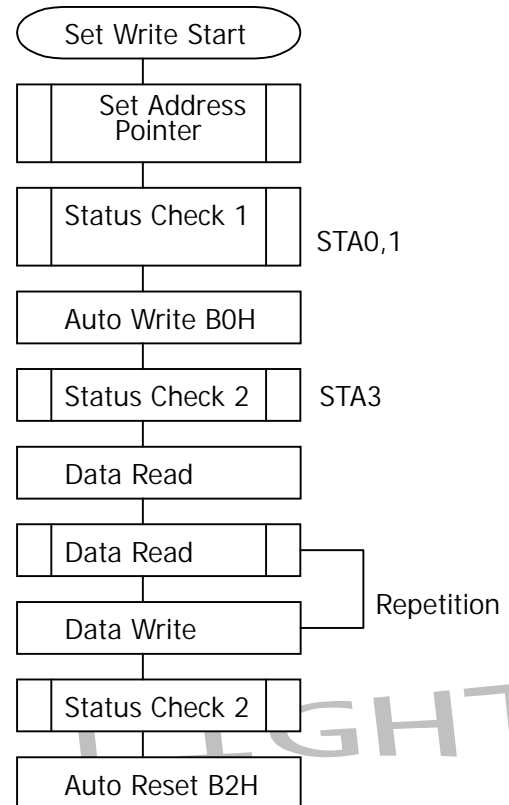 Set Write Start
Set Address
Pointer
Status Check 1
STA0,1
Auto Write B0H
Status Check 2
STA3
Data Read
Data Read
Repetition
Data Write
Status Check 2
Auto Reset B2H